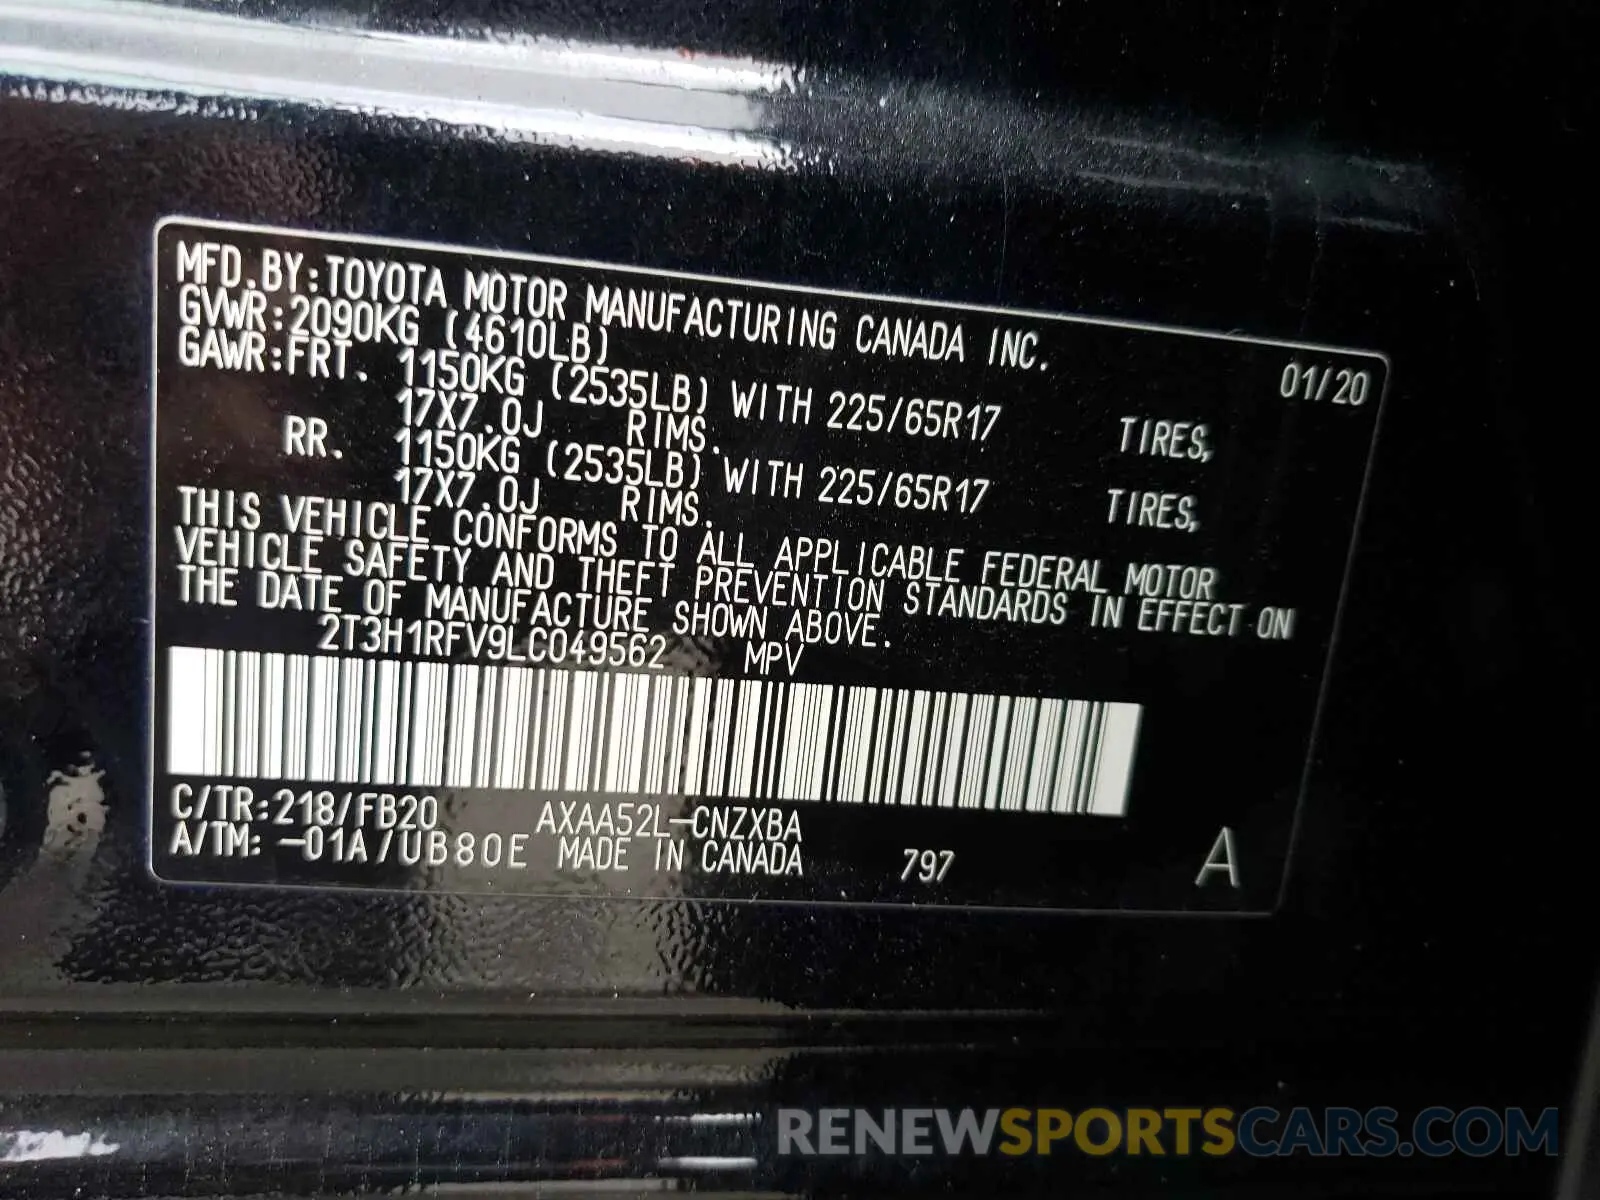 MFD.BY:TOYOTA MOTOR MANUFACTURING CANADA INC.
GVWR:2090KG (4610LB) 01/20
GAWR:FRT. 1150KG (2535LB) WITH 225/65R17 TIRES,
17X7.0J RIMS.
RR. 1150KG (2535LB) WITH 225/65R17 TIRES,
17X7.0J RIMS.
THIS VEHICLE CONFORMS TO ALL APPLICABLE FEDERAL MOTOR
VEHICLE SAFETY AND THEFT PREVENTION STANDARDS IN EFFECT ON
THE DATE OF MANUFACTURE SHOWN ABOVE.
2T3H1RFV9LC049562 MPV
C/TR:218/FB20 AXAA52L-CNZXBA
A/TM: -01A/UB80E MADE IN CANADA 797 A
RENEWSPORTSCARS.COM